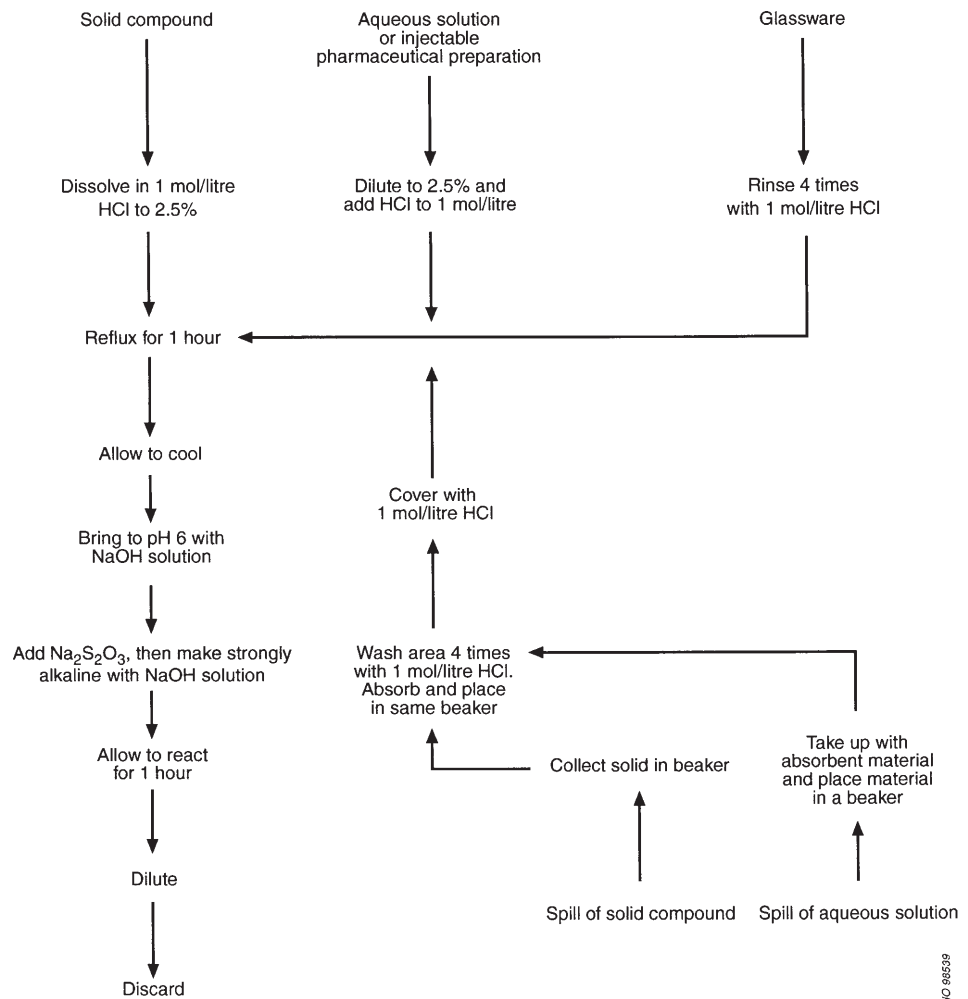 Solid compound
Aqueous solution
or injectable
pharmaceutical preparation
Glassware
Dissolve in 1 mol/litre
HCl to 2.5%
Dilute to 2.5% and
add HCl to 1 mol/litre
Rinse 4 times
with 1 mol/litre HCl
Reflux for 1 hour
Allow to cool
Cover with
1 mol/litre HCl
Bring to pH 6 with
NaOH solution
Add Na₂S₂O₃, then make strongly
alkaline with NaOH solution
Wash area 4 times
with 1 mol/litre HCl.
Absorb and place
in same beaker
Allow to react
for 1 hour
Collect solid in beaker
Take up with
absorbent material
and place material
in a beaker
Dilute
Spill of solid compound
Spill of aqueous solution
Discard
98539